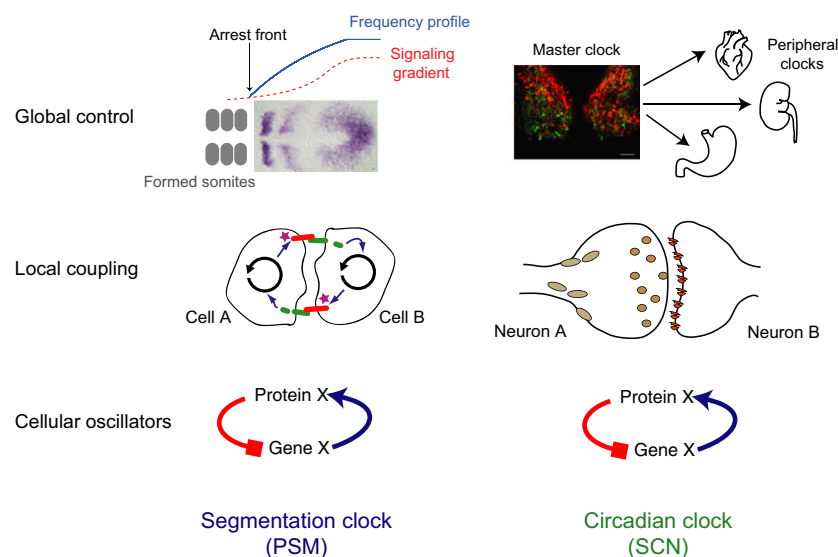 Arrest front
Frequency profile
Signaling
gradient
Master clock
Peripheral
clocks
Global control
Formed somites
Local coupling
Cell A
Cell B
Neuron A
Neuron B
Cellular oscillators
Protein X
Gene X
Protein X
Gene X
Segmentation clock
(PSM)
Circadian clock
(SCN)